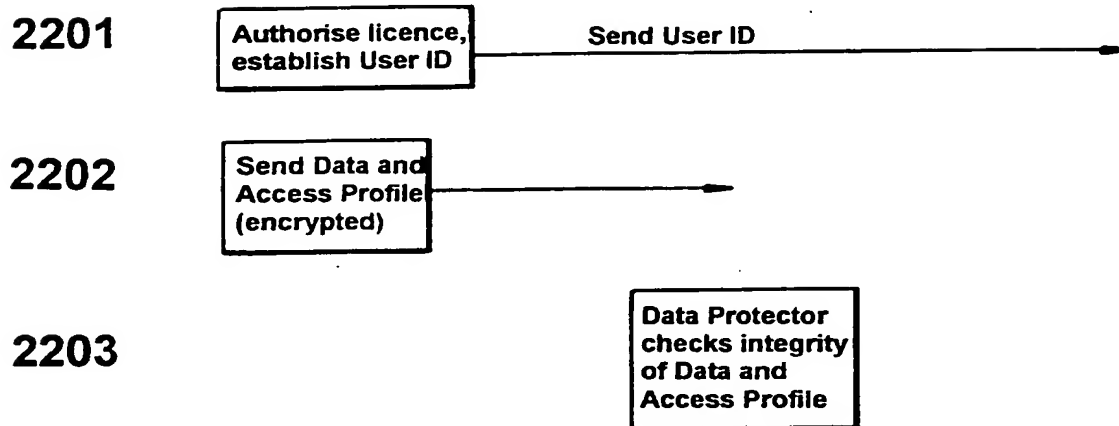 2201
Authorise licence,
establish User ID
Send User ID
2202
Send Data and
Access Profile
(encrypted)
2203
Data Protector
checks integrity
of Data and
Access Profile